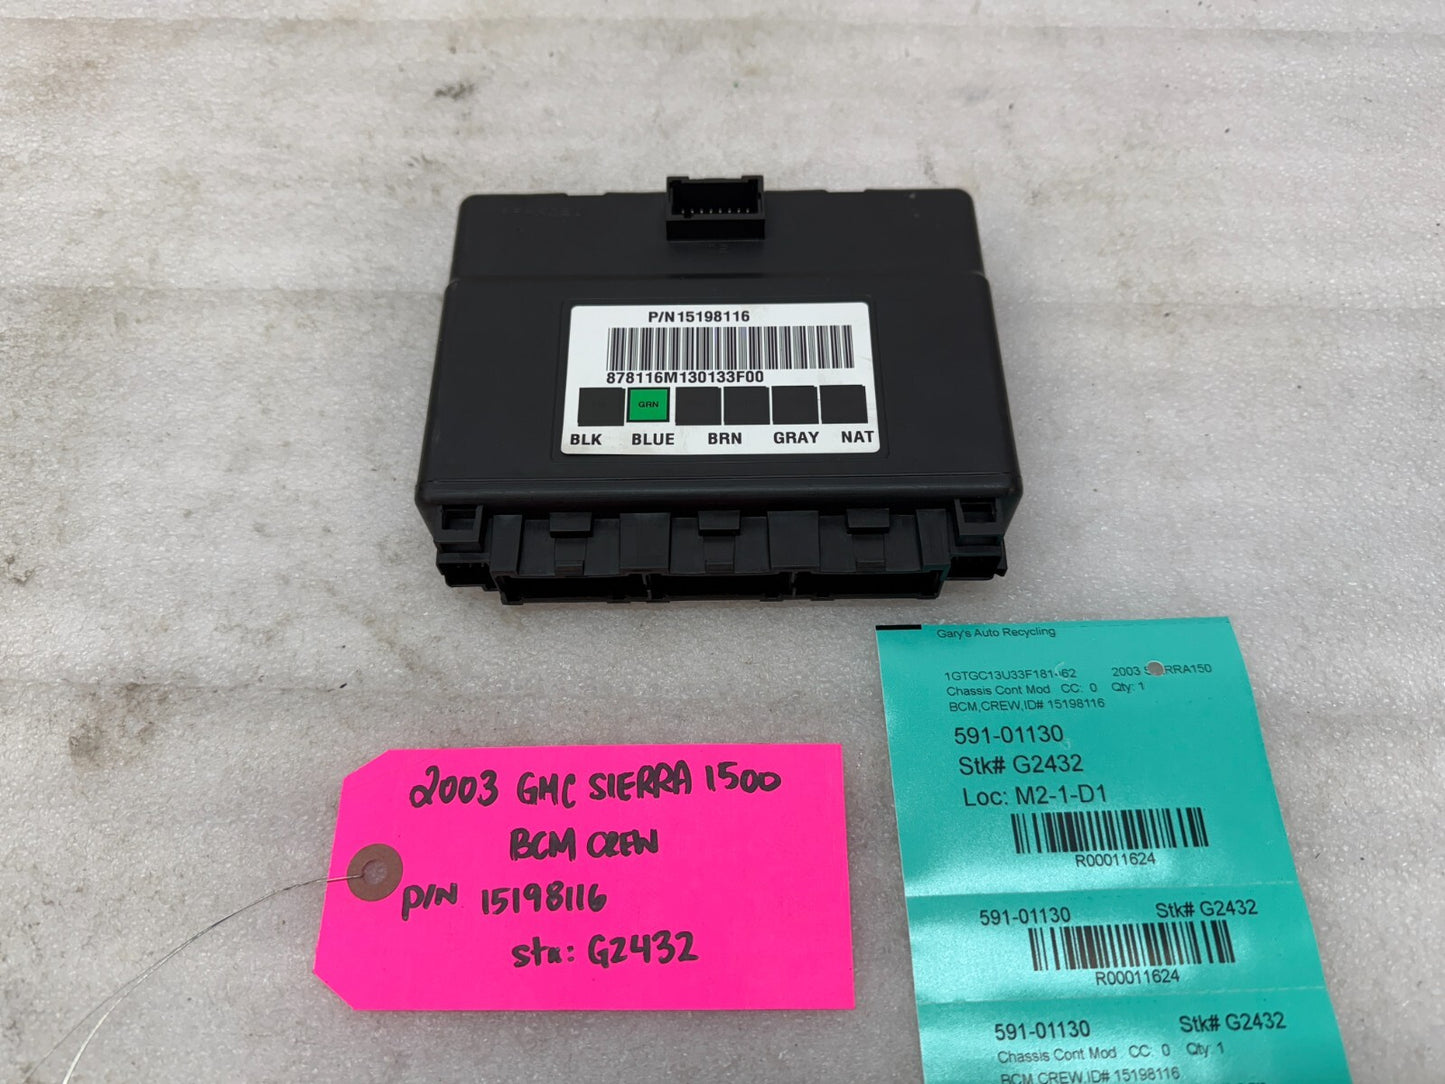 P/N15198116
878116M130133F00
GRN
BLK BLUE BRN GRAY NAT
Gary's Auto Recycling
2003
Chassis Cont Mod CC: 0 Qty: 1
BCM,CREW,ID# 15198116
591-01130
Stk# G2432
Loc: M2-1-D1
R00011624
591-01130 Stk# G2432
R00011624
591-01130 Stk# G2432
Chassis Cont Mod CC: 0 Qty: 1
BCM,CREW,ID# 15198116
2003 GMC SIERRA 1500
BCM CREW
P/N 15198116
G2432